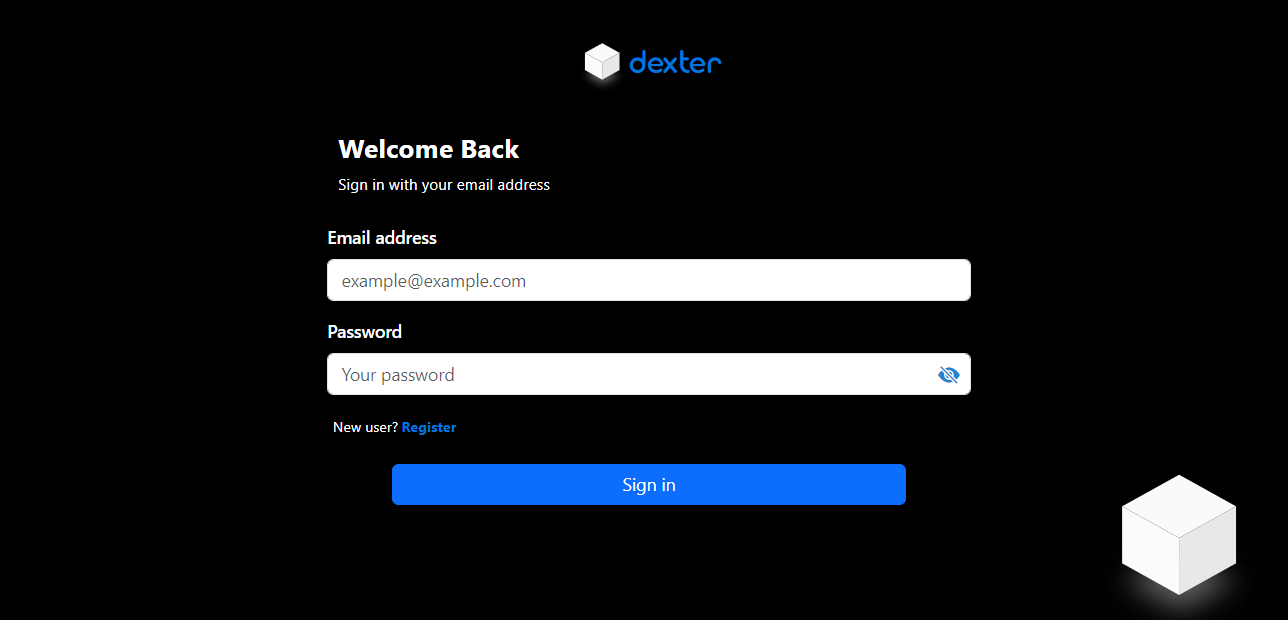 dexter
Welcome Back
Sign in with your email address
Email address
example@example.com
Password
Your password
New user? Register
Sign in